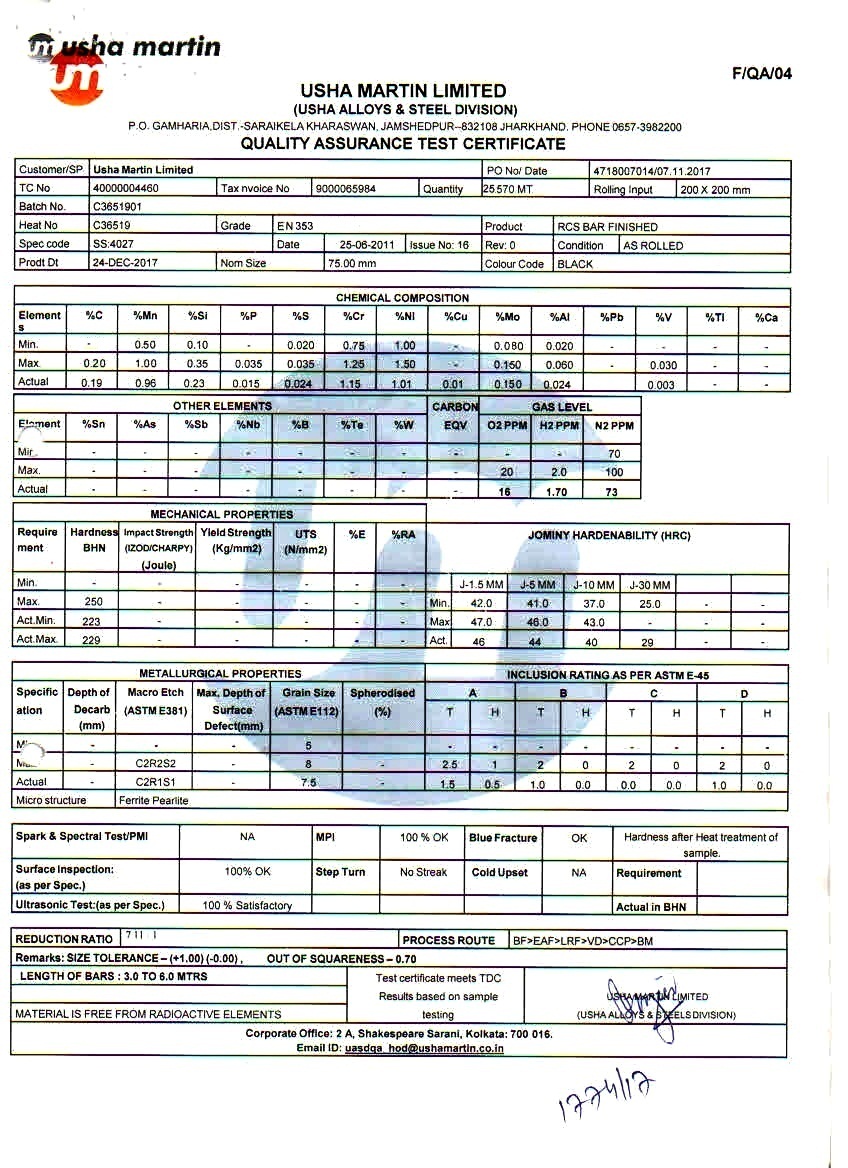 usha martin
um
F/QA/04
USHA MARTIN LIMITED
(USHA ALLOYS & STEEL DIVISION)
P.O. GAMHARIA,DIST.-SARAIKELA KHARASWAN, JAMSHEDPUR--832108 JHARKHAND. PHONE 0657-3982200
QUALITY ASSURANCE TEST CERTIFICATE
Customer/SP Usha Martin Limited PO No/ Date 4718007014/07.11.2017
TC No 40000004460 Tax nvoice No 9000065984 Quantity 25.570 MT Rolling Input 200 X 200 mm
Batch No. C3651901
Heat No C36519 Grade EN 353 Product RCS BAR FINISHED
Spec code SS:4027 Date 25-06-2011 Issue No: 16 Rev: 0 Condition AS ROLLED
Prodt Dt 24-DEC-2017 Nom Size 75.00 mm Colour Code BLACK
CHEMICAL COMPOSITION
Element s %C %Mn %Si %P %S %Cr %NI %Cu %Mo %Al %Pb %V %TI %Ca
Min. - 0.50 0.10 - 0.020 0.75 1.00 - 0.080 0.020 - - - -
Max. 0.20 1.00 0.35 0.035 0.035 1.25 1.50 - 0.150 0.060 - 0.030 - -
Actual 0.19 0.96 0.23 0.015 0.024 1.15 1.01 0.01 0.150 0.024 0.003 - -
OTHER ELEMENTS CARBON EQV GAS LEVEL
Element %Sn %As %Sb %Nb %B %Te %W O2 PPM H2 PPM N2 PPM
Mir - - - - - - - - - - 70
Max. - - - - - - - - 20 2.0 100
Actual - - - - - - - - 16 1.70 73
MECHANICAL PROPERTIES
Require ment Hardness BHN Impact Strength (IZOD/CHARPY) (Joule) Yield Strength (Kg/mm2) UTS (N/mm2) %E %RA JOMINY HARDENABILITY (HRC)
Min. - - - - - - J-1.5 MM J-5 MM J-10 MM J-30 MM
Max. 250 - - - - - Min. 42.0 41.0 37.0 25.0 - -
Act.Min. 223 - - - - - Max 47.0 46.0 43.0 - -
Act.Max. 229 - - - - - Act. 46 44 40 29 - -
METALLURGICAL PROPERTIES INCLUSION RATING AS PER ASTM E-45
Specific ation Depth of Decarb (mm) Macro Etch (ASTM E381) Max. Depth of Surface Defect(mm) Grain Size (ASTM E112) Spherodised (%) A B C D
T H T H T H T H
- - - 5 - - - - - - - -
- C2R2S2 - 8 - 2.5 1 2 0 2 0 2 0
Actual - C2R1S1 - 7.5 - 1.5 0.5 1.0 0.0 0.0 0.0 1.0 0.0
Micro structure Ferrite Pearlite
Spark & Spectral Test/PMI NA MPI 100 % OK Blue Fracture OK Hardness after Heat treatment of sample.
Surface Inspection: (as per Spec.) 100% OK Step Turn No Streak Cold Upset NA Requirement
Ultrasonic Test:(as per Spec.) 100 % Satisfactory Actual in BHN
REDUCTION RATIO PROCESS ROUTE BF>EAF>LRF>VD>CCP>BM
Remarks: SIZE TOLERANCE – (+1.00) (-0.00) , OUT OF SQUARENESS – 0.70
LENGTH OF BARS : 3.0 TO 6.0 MTRS
MATERIAL IS FREE FROM RADIOACTIVE ELEMENTS
Test certificate meets TDC
Results based on sample
testing
USHA MARTIN LIMITED
(USHA ALLOYS & STEELS DIVISION)
Corporate Office: 2 A, Shakespeare Sarani, Kolkata: 700 016.
Email ID: uasdqa_hod@ushamartin.co.in
1774/17